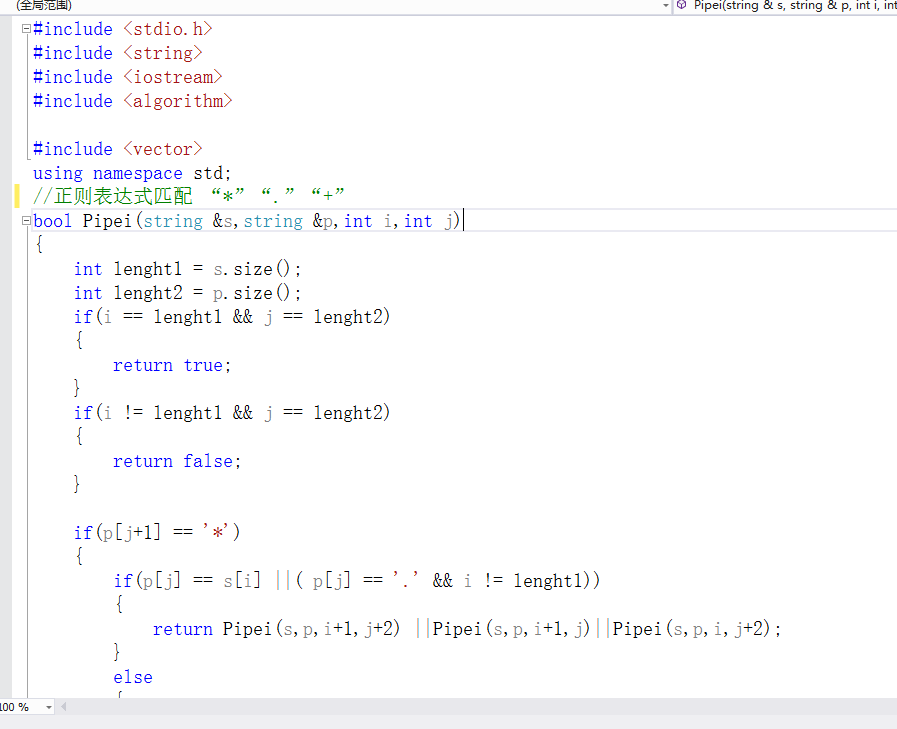 (全局范围)
Pipei(string & s, string & p, int i, int
#include <stdio.h>
#include <string>
#include <iostream>
#include <algorithm>
#include <vector>
using namespace std;
//正则表达式匹配 “*” “.” “+”
bool Pipei(string &s,string &p,int i,int j)
{
int lenght1 = s.size();
int lenght2 = p.size();
if(i == lenght1 && j == lenght2)
{
return true;
}
if(i != lenght1 && j == lenght2)
{
return false;
}
if(p[j+1] == '*')
{
if(p[j] == s[i] ||( p[j] == '.' && i != lenght1))
{
return Pipei(s,p,i+1,j+2) ||Pipei(s,p,i+1,j)||Pipei(s,p,i,j+2);
}
else
{
100 %